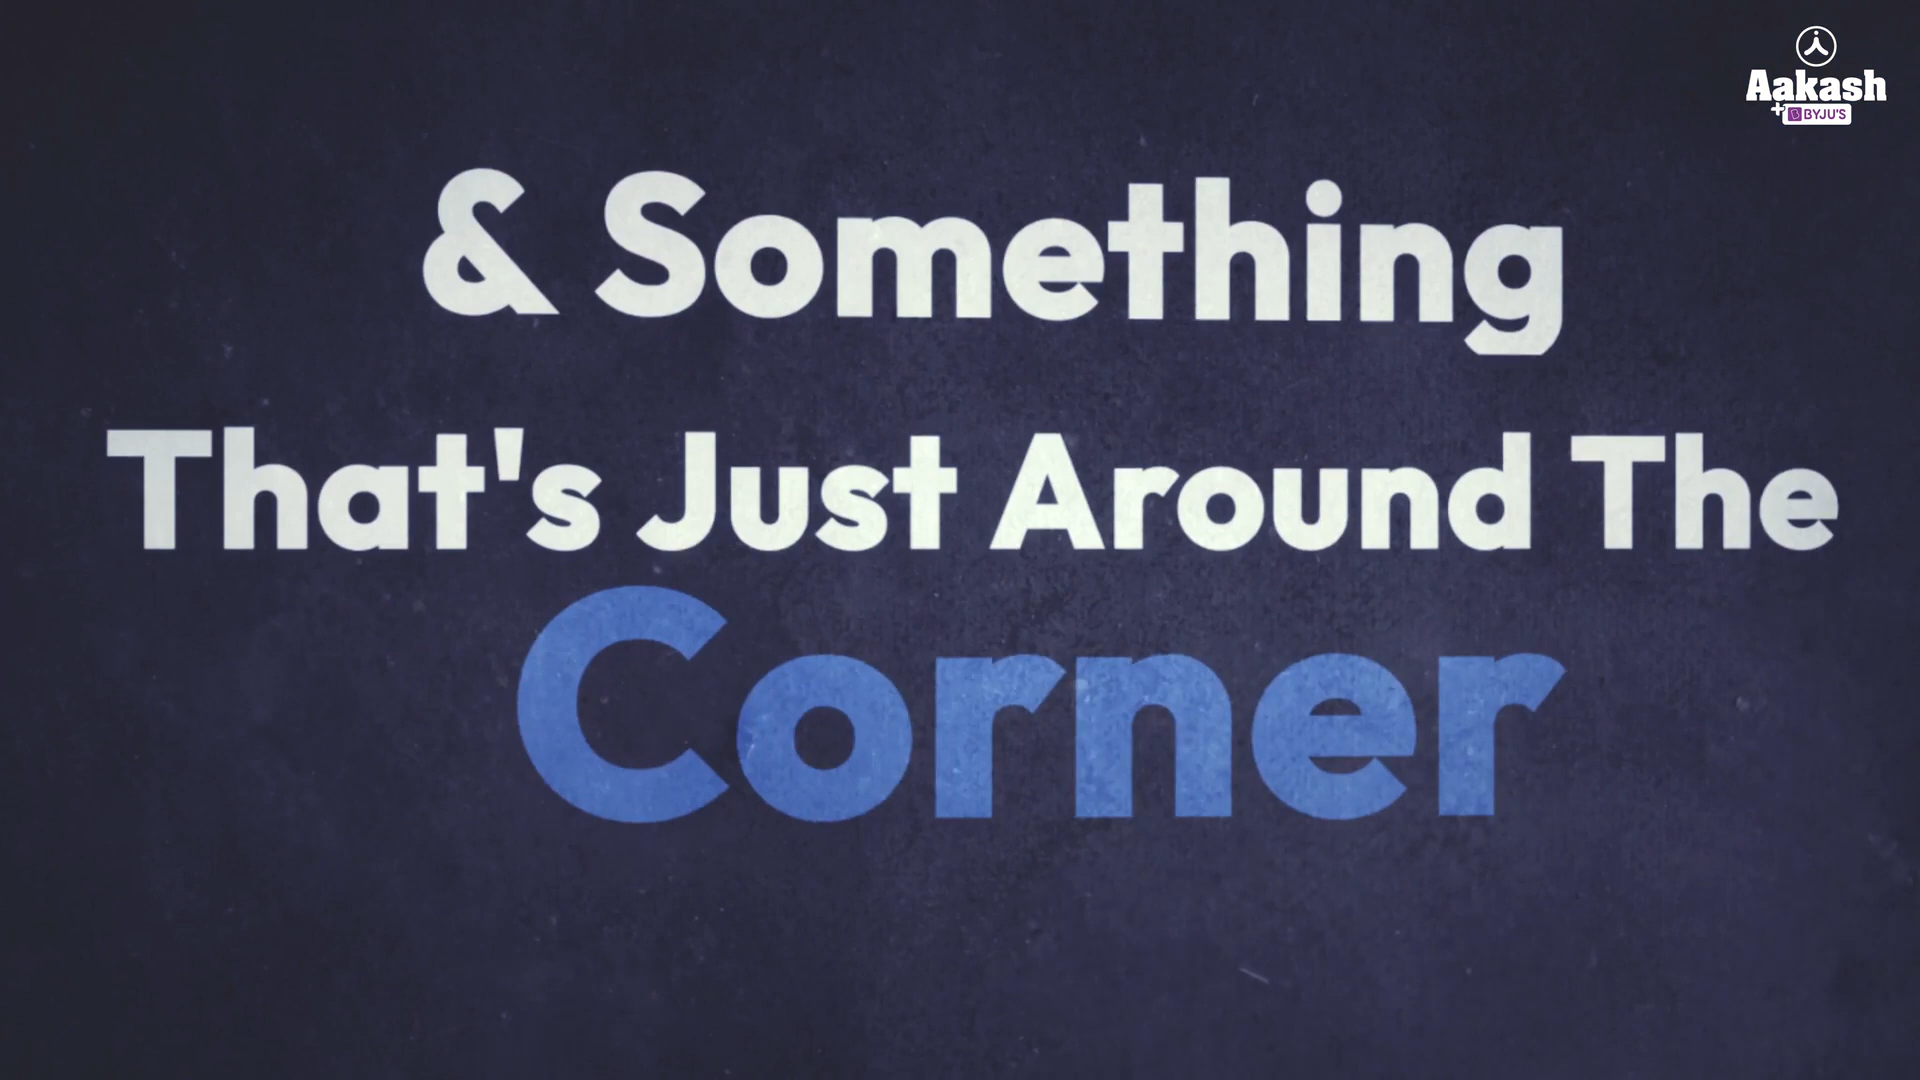 Aakash
+ BYJU'S
& Something
That's Just Around The
Corner